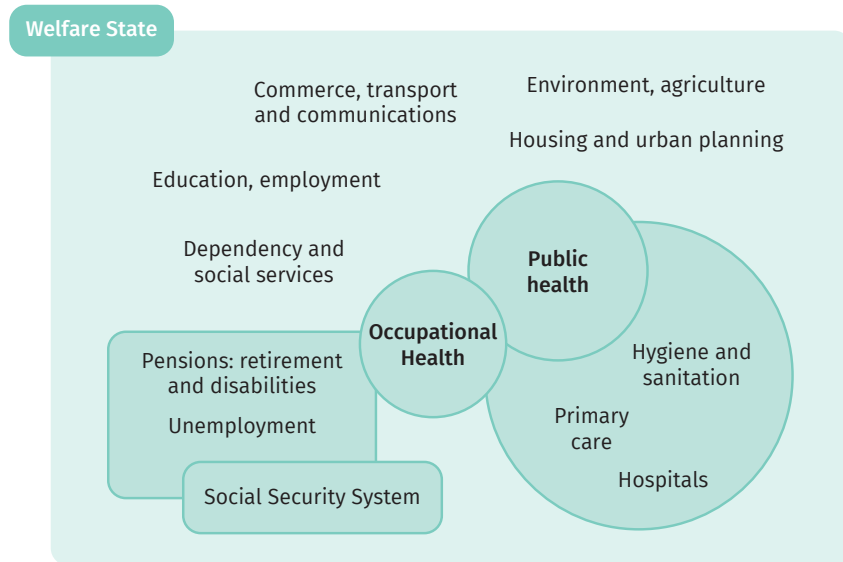 Welfare State
Commerce, transport
and communications
Environment, agriculture
Housing and urban planning
Education, employment
Dependency and
social services
Public
health
Occupational
Health
Pensions: retirement
and disabilities
Unemployment
Social Security System
Hygiene and
sanitation
Primary
care
Hospitals